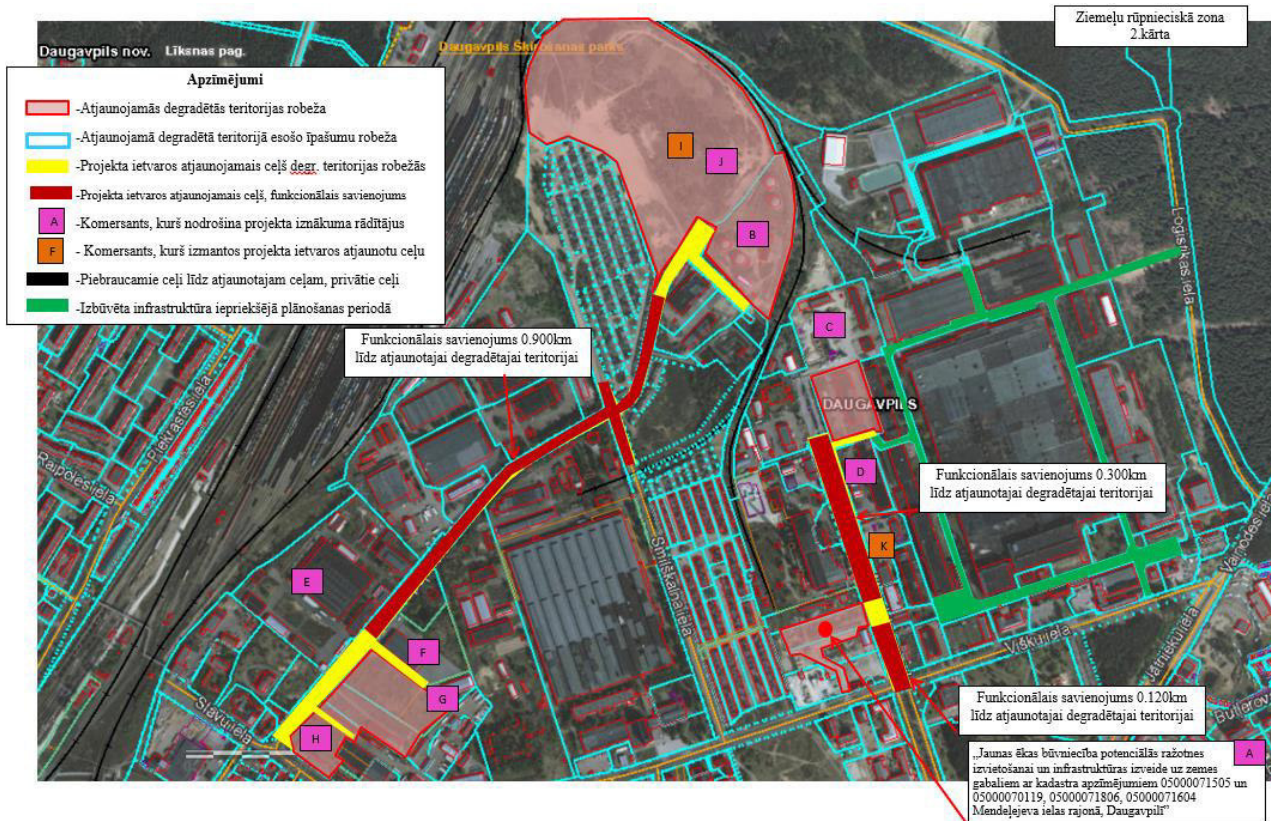 Ziemeļu rūpnieciskā zona
2.kārta
Daugavpils nov.
Līksnas pag.
Apzīmējumi
-Atjaunojamās degradētās teritorijas robeža
-Atjaunojamā degradētā teritorijā esošo īpašumu robeža
-Projekta ietvaros atjaunojamais ceļš degr. teritorijas robežās
-Projekta ietvaros atjaunojamais ceļš, funkcionālais savienojums
A -Komersants, kurš nodrošina projekta iznākuma rādītājus
F - Komersants, kurš izmantos projekta ietvaros atjaunotu ceļu
-Piebraucamie ceļi līdz atjaunotajam ceļam, privātie ceļi
-Izbūvēta infrastruktūra iepriekšējā plānošanas periodā
I
J
B
C
Loģistikas iela
Funkcionālais savienojums 0.900km
līdz atjaunotajai degradētajai teritorijai
DAUGAVPILS
Piekrastes iela
Raipoles iela
D
Funkcionālais savienojums 0.300km
līdz atjaunotajai degradētajai teritorijai
K
E
Smilškalna iela
Vaiņodes iela
F
G
H
Slāvu iela
Višķu iela
Jātnieku iela
Funkcionālais savienojums 0.120km
līdz atjaunotajai degradētajai teritorijai
„Jaunas ēkas būvniecība potenciālās ražotnes A
izvietošanai un infrastruktūras izveide uz zemes
gabaliem ar kadastra apzīmējumiem 05000071505 un
05000070119, 05000071806, 05000071604
Mendeļejeva ielas rajonā, Daugavpilī”